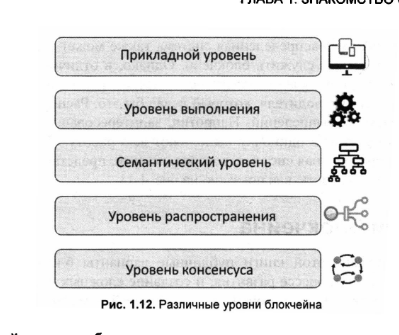 ГЛАВА 1. ЗНАКОМСТВО
Прикладной уровень
Уровень выполнения
Семантический уровень
Уровень распространения
Уровень консенсуса
Рис. 1.12. Различные уровни блокчейна